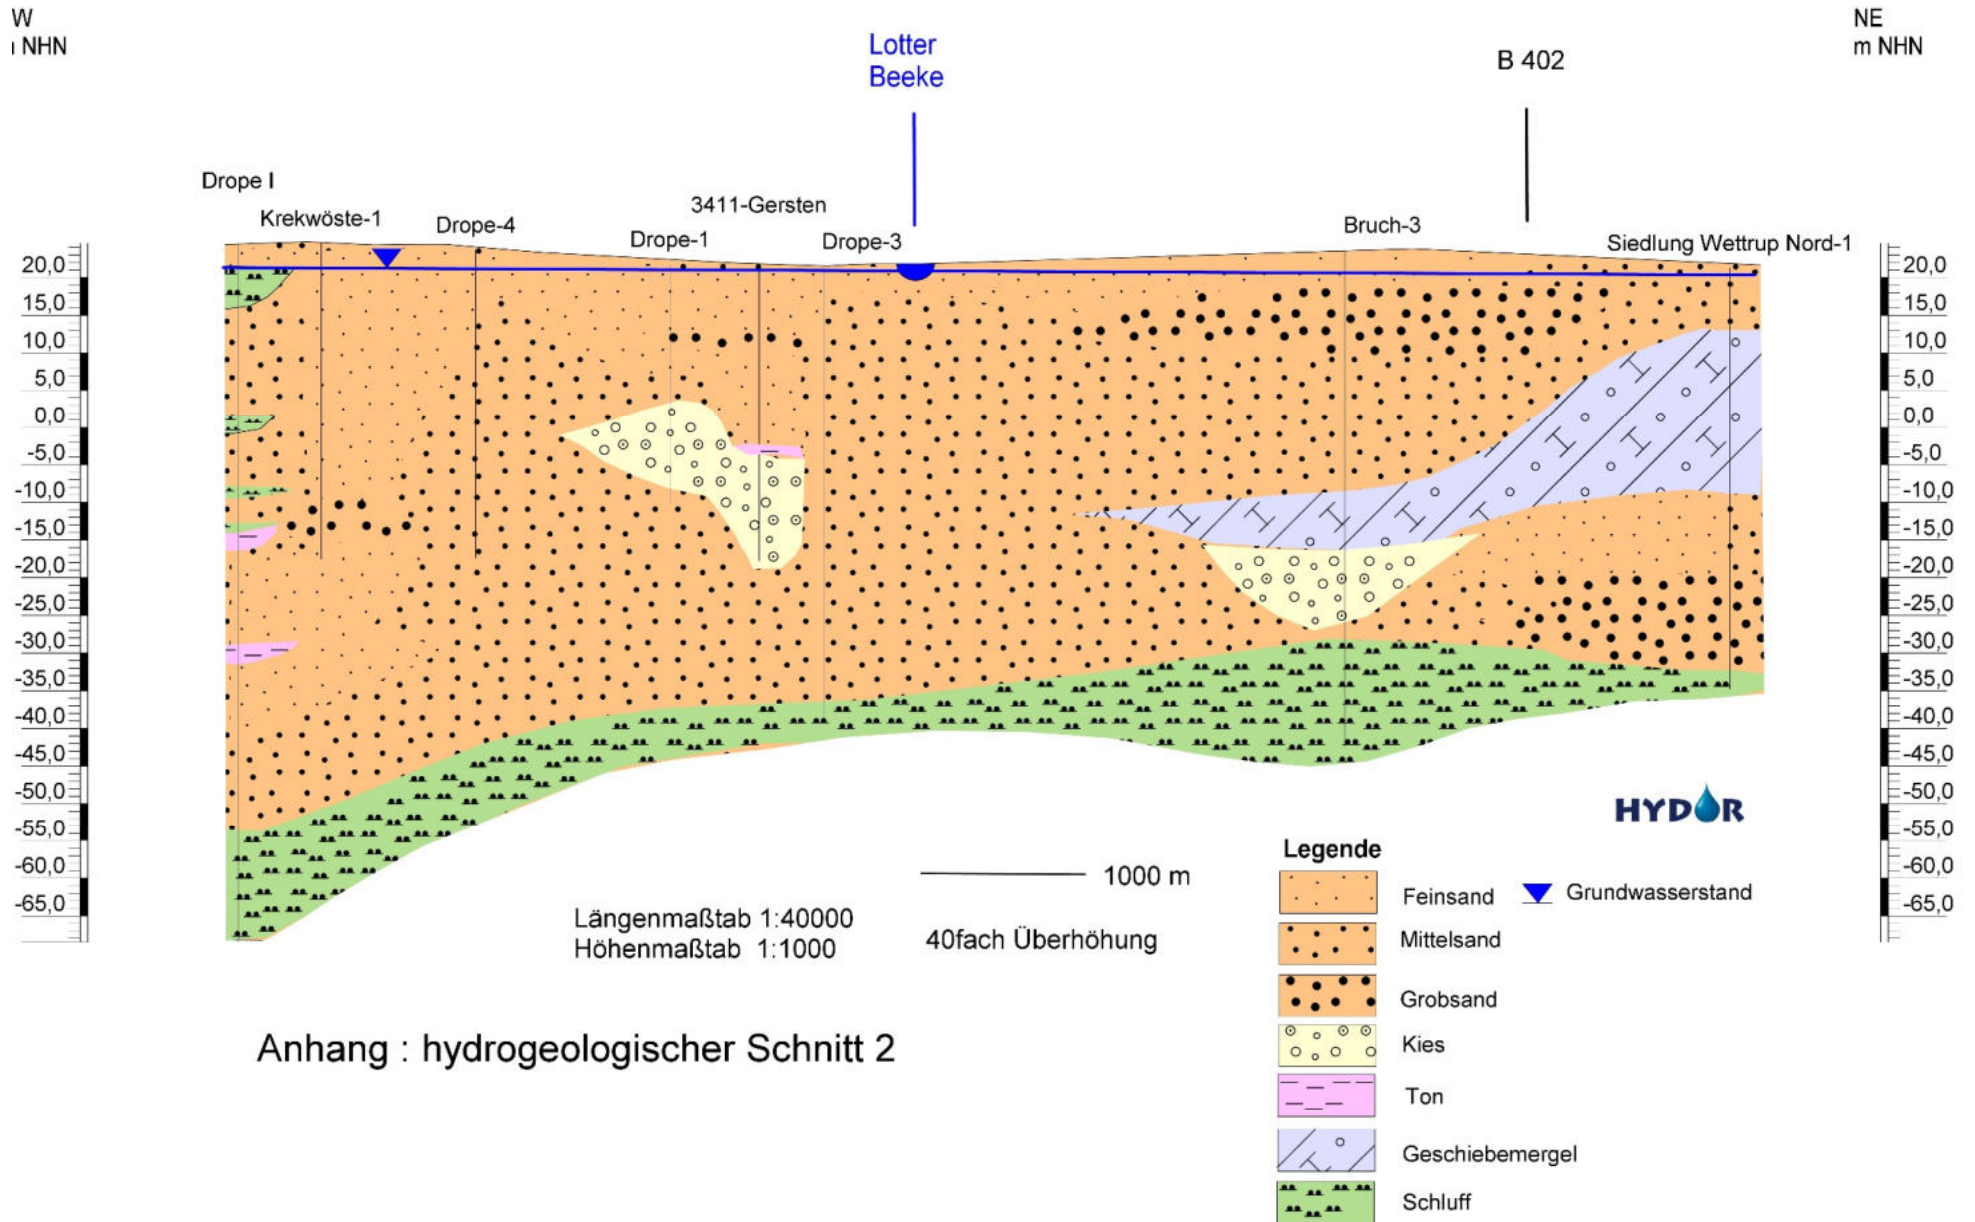 W
NHN
NE
m NHN
Lotter
Beeke
B 402
Drope I
Krekwöste-1
Drope-4
Drope-1
3411-Gersten
Drope-3
Bruch-3
Siedlung Wettrup Nord-1
20,0
15,0
10,0
5,0
0,0
-5,0
-10,0
-15,0
-20,0
-25,0
-30,0
-35,0
-40,0
-45,0
-50,0
-55,0
-60,0
-65,0
20,0
15,0
10,0
5,0
0,0
-5,0
-10,0
-15,0
-20,0
-25,0
-30,0
-35,0
-40,0
-45,0
-50,0
-55,0
-60,0
-65,0
HYDOR
1000 m
Längenmaßtab 1:40000
Höhenmaßtab 1:1000
40fach Überhöhung
Anhang : hydrogeologischer Schnitt 2
Legende
Feinsand
Grundwasserstand
Mittelsand
Grobsand
Kies
Ton
Geschiebemergel
Schluff